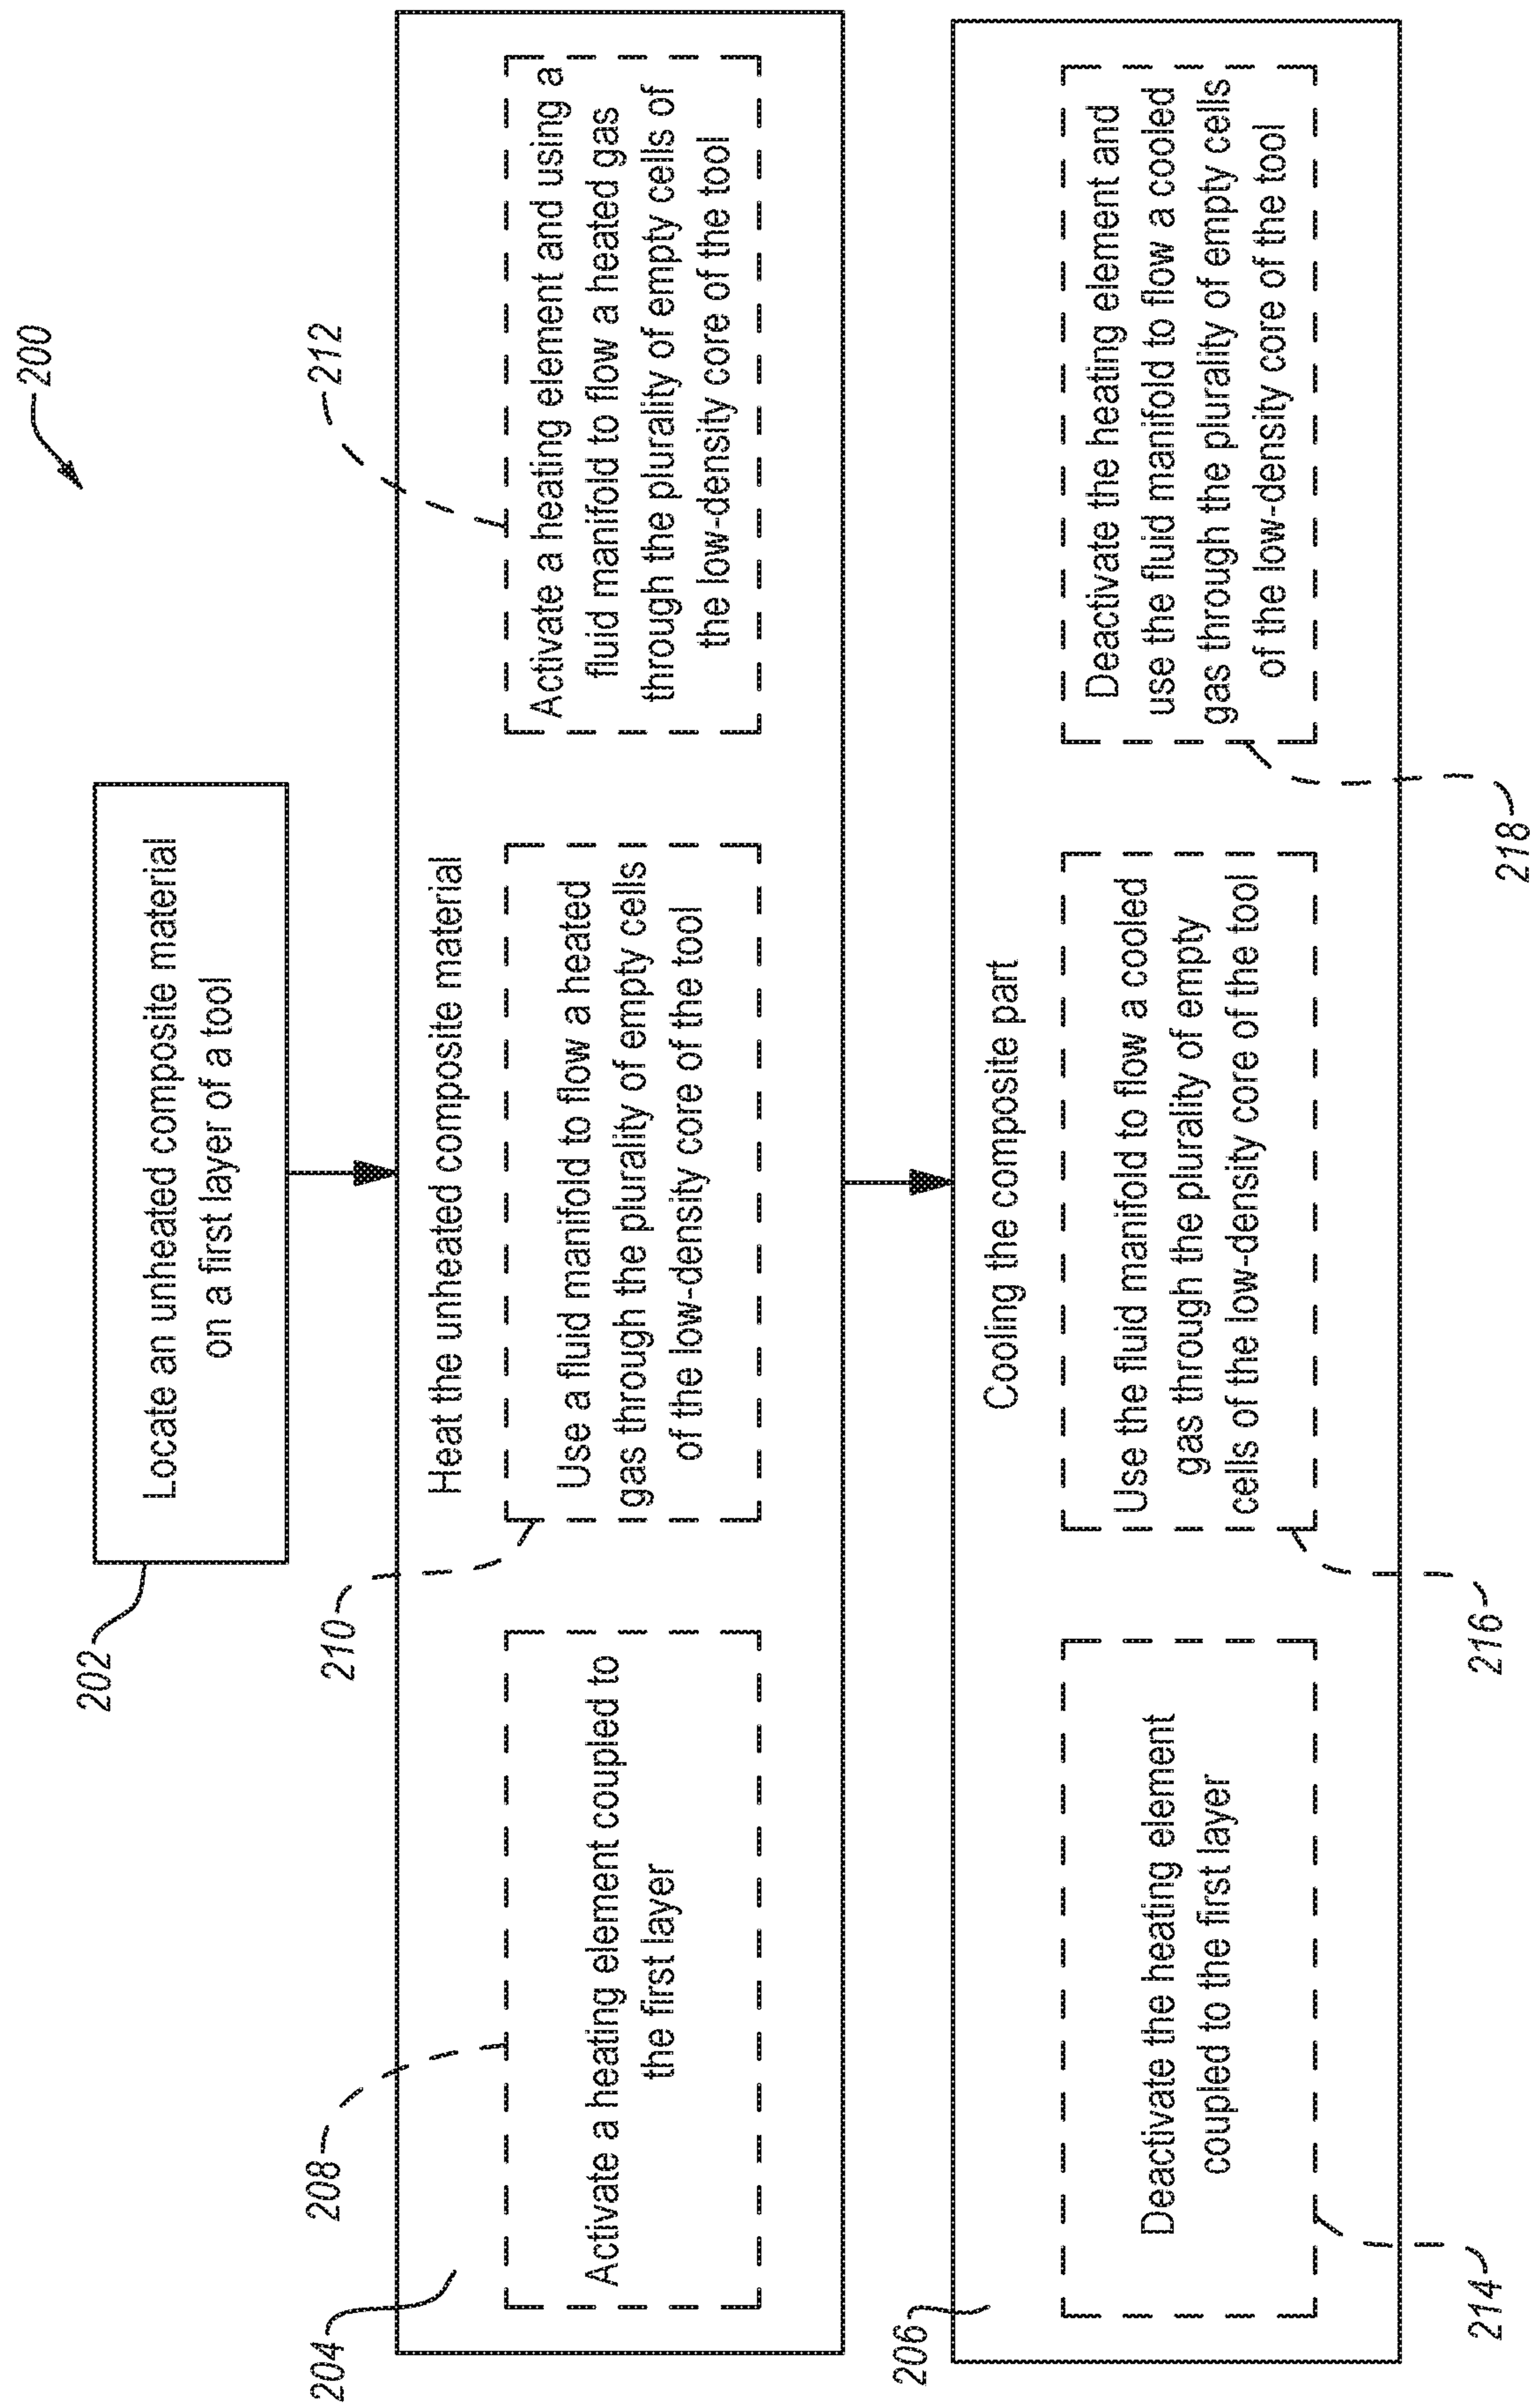 200
202
Locate an unheated composite material
on a first layer of a tool
204
Heat the unheated composite material
208
Activate a heating element coupled to
the first layer
210
Use a fluid manifold to flow a heated
gas through the plurality of empty cells
of the low-density core of the tool
212
Activate a heating element and using a
fluid manifold to flow a heated gas
through the plurality of empty cells of
the low-density core of the tool
206
Cooling the composite part
Deactivate the heating element
coupled to the first layer
214
Use the fluid manifold to flow a cooled
gas through the plurality of empty
cells of the low-density core of the tool
216
Deactivate the heating element and
use the fluid manifold to flow a cooled
gas through the plurality of empty cells
of the low-density core of the tool
218